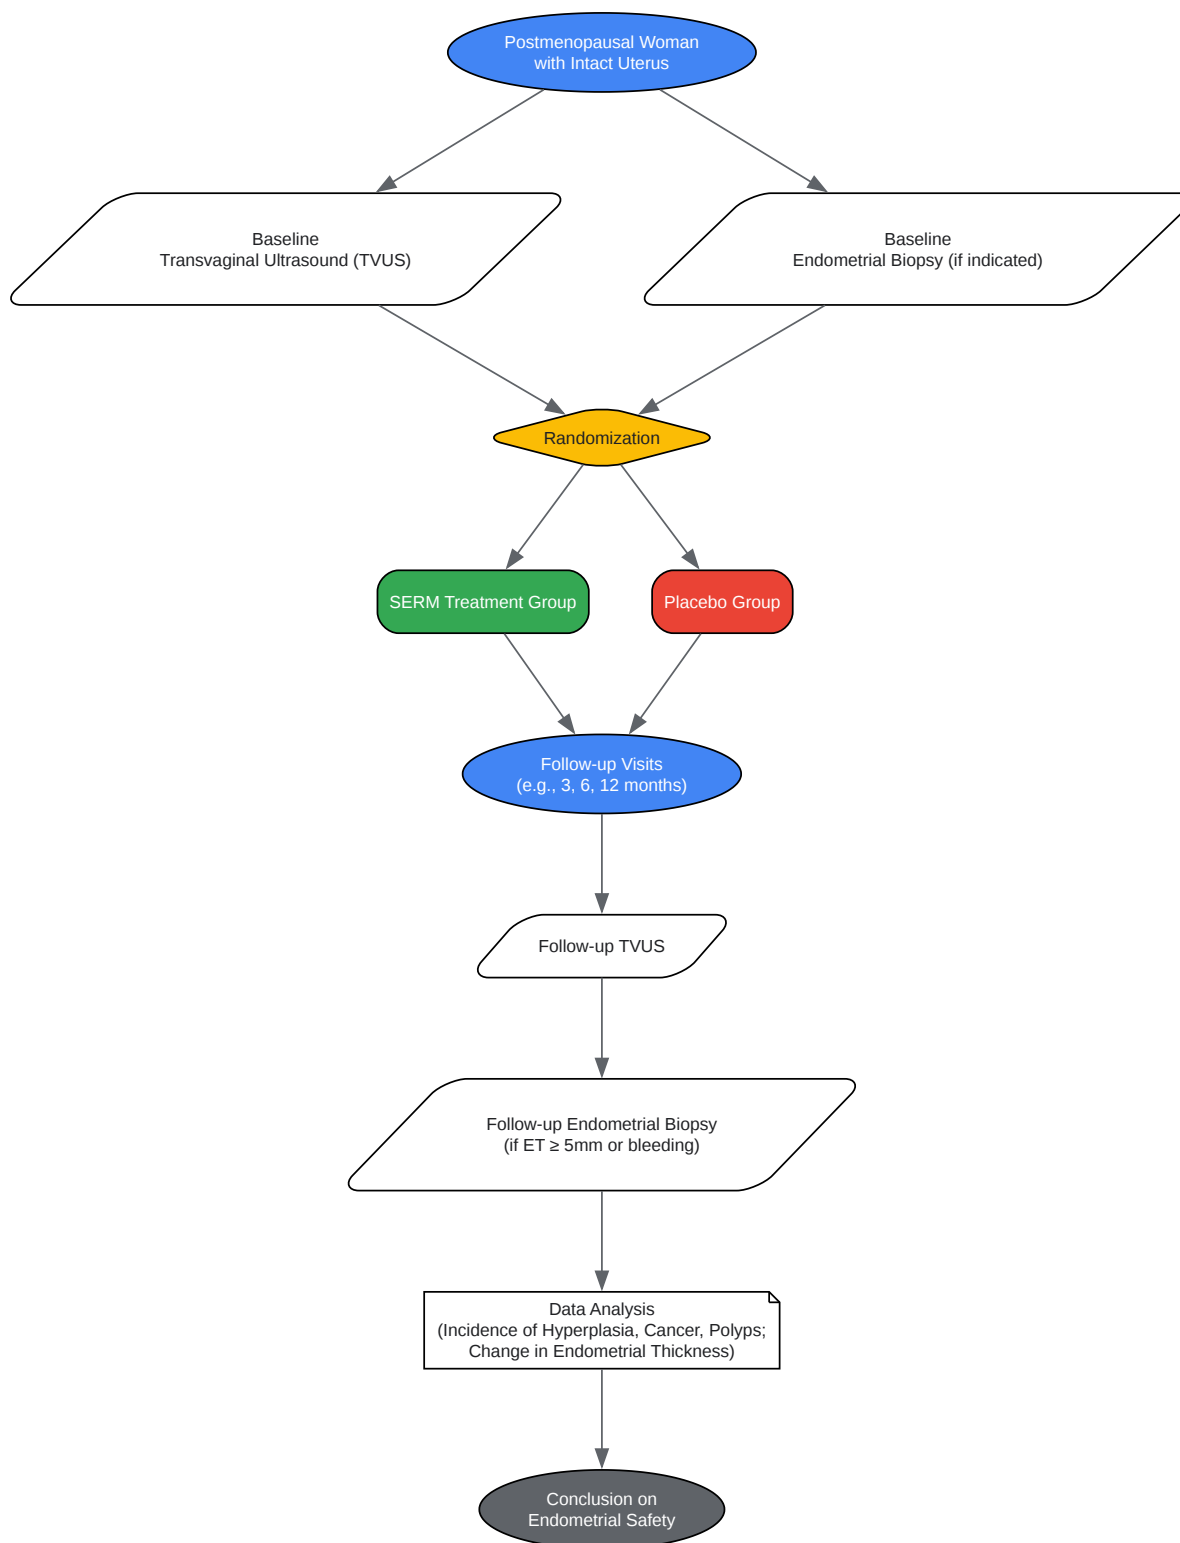 Postmenopausal Woman
with Intact Uterus
Baseline
Transvaginal Ultrasound (TVUS)
Baseline
Endometrial Biopsy (if indicated)
Randomization
SERM Treatment Group
Placebo Group
Follow-up Visits
(e.g., 3, 6, 12 months)
Follow-up TVUS
Follow-up Endometrial Biopsy
(if ET ≥ 5mm or bleeding)
Data Analysis
(Incidence of Hyperplasia, Cancer, Polyps;
Change in Endometrial Thickness)
Conclusion on
Endometrial Safety